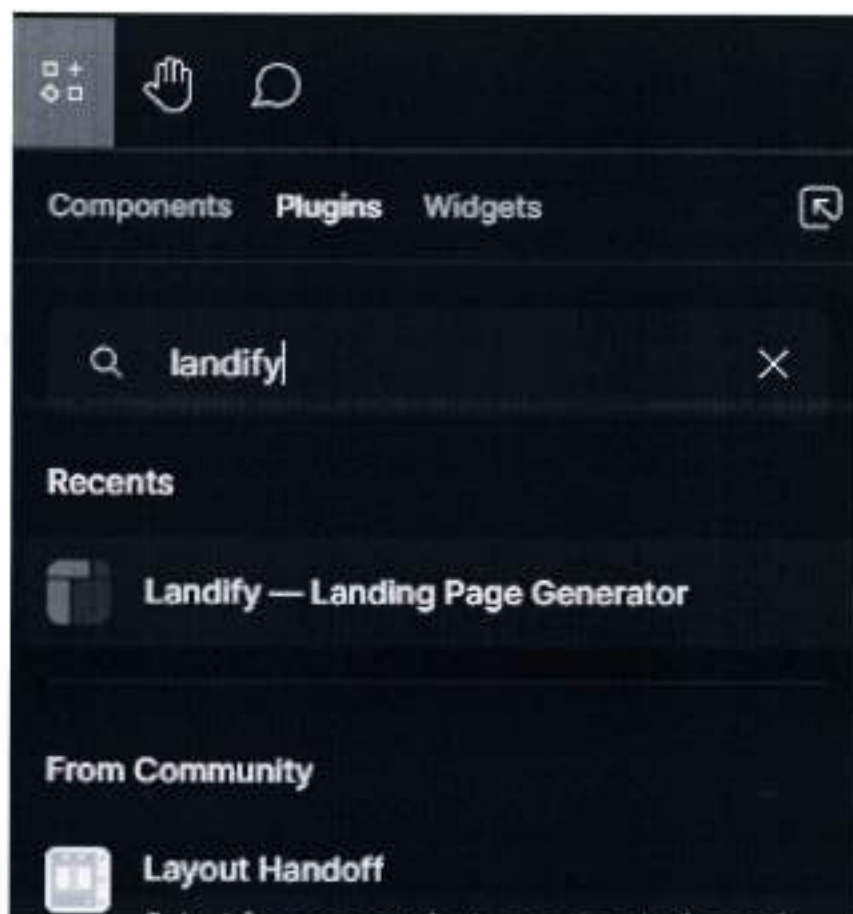 Components Plugins Widgets
landify
Recents
Landify — Landing Page Generator
From Community
Layout Handoff